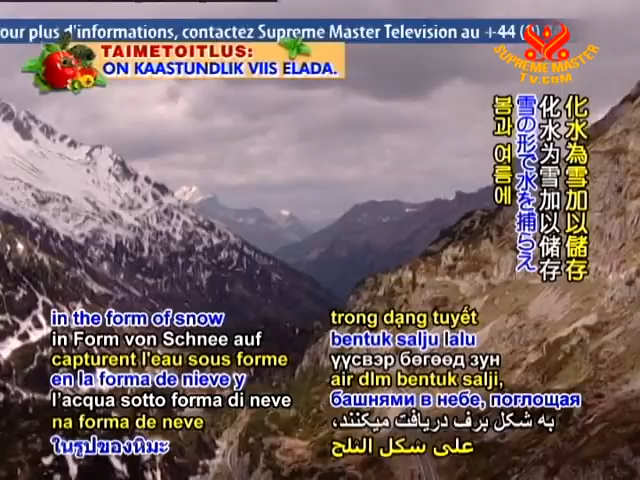 our plus d'informations, contactez Supreme Master Television au +44 (0)
TAIMETOITLUS:
ON KAASTUNDLIK VIIS ELADA.
SUPREME MASTER
TV.COM
化水為雪加以儲存
化水为雪加以储存
雪の形で水を捕らえ
봄과 여름에
in the form of snow
in Form von Schnee auf
capturent l'eau sous forme
en la forma de nieve y
l'acqua sotto forma di neve
na forma de neve
ในรูปของหิมะ
trong dạng tuyết
bentuk salju lalu
үүсвэр бөгөөд зун
air dlm bentuk salji,
башнями в небе, поглощая
به شکل برف دریافت میکنند،
على شكل الثلج